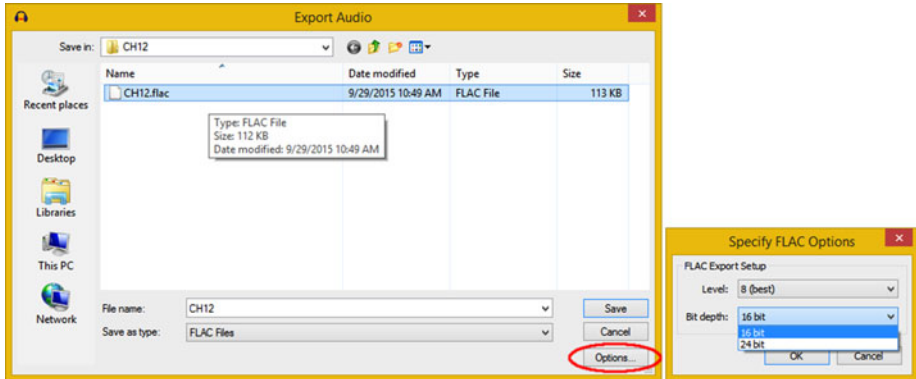 Export Audio
Save in: CH12
Name Date modified Type Size
CH12.flac 9/29/2015 10:49 AM FLAC File 113 KB
Type: FLAC File
Size: 112 KB
Date modified: 9/29/2015 10:49 AM
Recent places
Desktop
Libraries
This PC
Network
File name: CH12 Save
Save as type: FLAC Files Cancel
Options...
Specify FLAC Options
FLAC Export Setup
Level: 8 (best)
Bit depth: 16 bit
16 bit
24 bit
OK Cancel